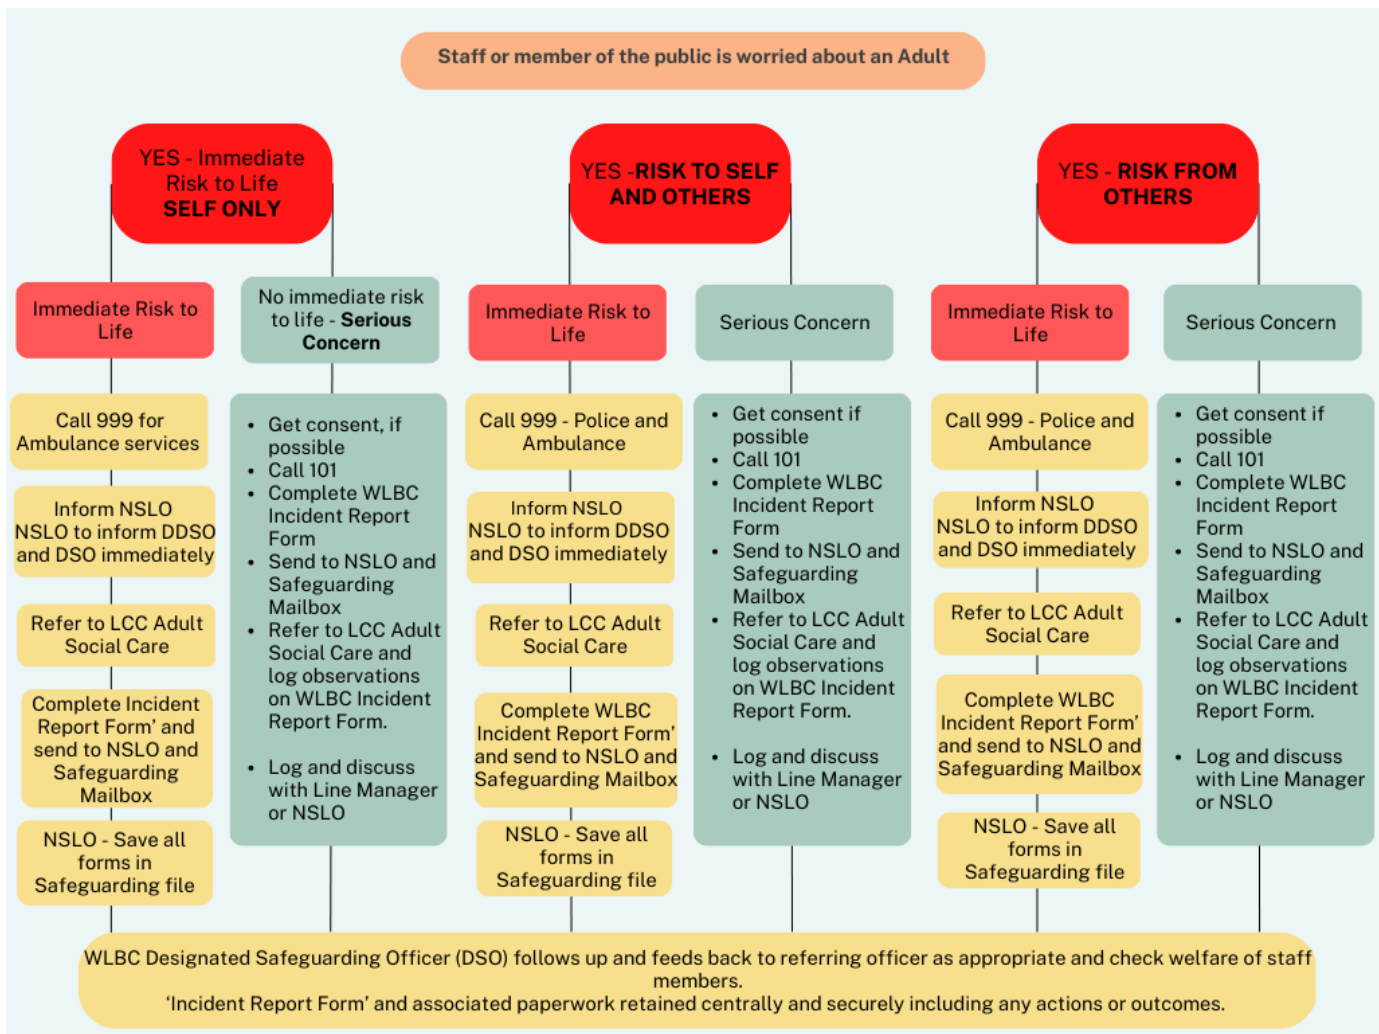 Staff or member of the public is worried about an Adult
YES - Immediate
Risk to Life
SELF ONLY
Immediate Risk to
Life
Call 999 for
Ambulance services
Inform NSLO
NSLO to inform DDSO
and DSO immediately
Refer to LCC Adult
Social Care
Complete Incident
Report Form’ and
send to NSLO and
Safeguarding
Mailbox
NSLO - Save all
forms in
Safeguarding file
No immediate risk
to life - Serious
Concern
• Get consent, if
possible
• Call 101
• Complete WLBC
Incident Report
Form
• Send to NSLO and
Safeguarding
Mailbox
• Refer to LCC Adult
Social Care and
log observations
on WLBC Incident
Report Form.
• Log and discuss
with Line Manager
or NSLO
YES -RISK TO SELF
AND OTHERS
Immediate Risk to
Life
Call 999 - Police and
Ambulance
Inform NSLO
NSLO to inform DDSO
and DSO immediately
Refer to LCC Adult
Social Care
Complete WLBC
Incident Report Form’
and send to NSLO and
Safeguarding Mailbox
NSLO - Save all
forms in
Safeguarding file
Serious Concern
• Get consent if
possible
• Call 101
• Complete WLBC
Incident Report
Form
• Send to NSLO and
Safeguarding
Mailbox
• Refer to LCC Adult
Social Care and
log observations
on WLBC Incident
Report Form.
• Log and discuss
with Line Manager
or NSLO
YES - RISK FROM
OTHERS
Immediate Risk to
Life
Call 999 - Police and
Ambulance
Inform NSLO
NSLO to inform DDSO
and DSO immediately
Refer to LCC Adult
Social Care
Complete WLBC
Incident Report Form’
and send to NSLO and
Safeguarding Mailbox
NSLO - Save all
forms in
Safeguarding file
Serious Concern
• Get consent if
possible
• Call 101
• Complete WLBC
Incident Report
Form
• Send to NSLO and
Safeguarding
Mailbox
• Refer to LCC Adult
Social Care and
log observations
on WLBC Incident
Report Form.
• Log and discuss
with Line Manager
or NSLO
WLBC Designated Safeguarding Officer (DSO) follows up and feeds back to referring officer as appropriate and check welfare of staff
members.
‘Incident Report Form’ and associated paperwork retained centrally and securely including any actions or outcomes.